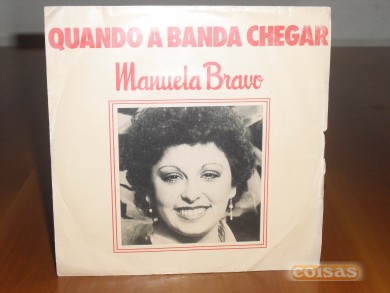 QUANDO A BANDA CHEGAR
Manuela Bravo
coisas